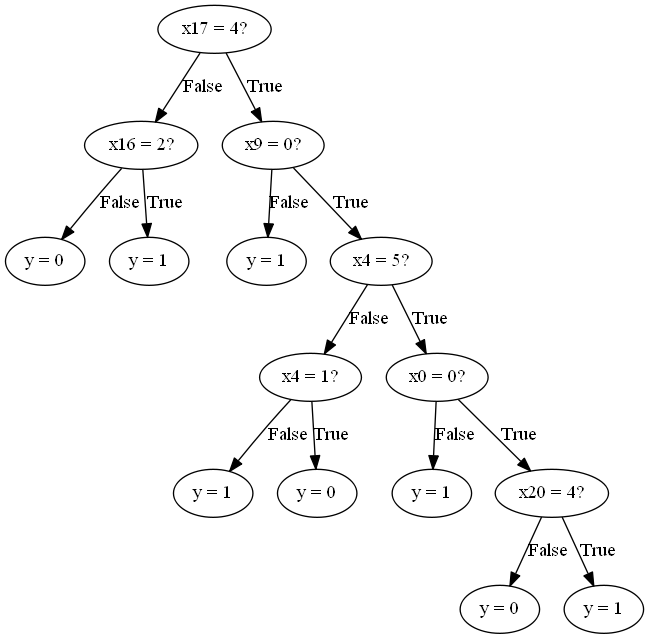 x17 = 4?
False
True
x16 = 2?
x9 = 0?
False
True
False
True
y = 0
y = 1
y = 1
x4 = 5?
False
True
x4 = 1?
x0 = 0?
False
True
False
True
y = 1
y = 0
y = 1
x20 = 4?
False
True
y = 0
y = 1